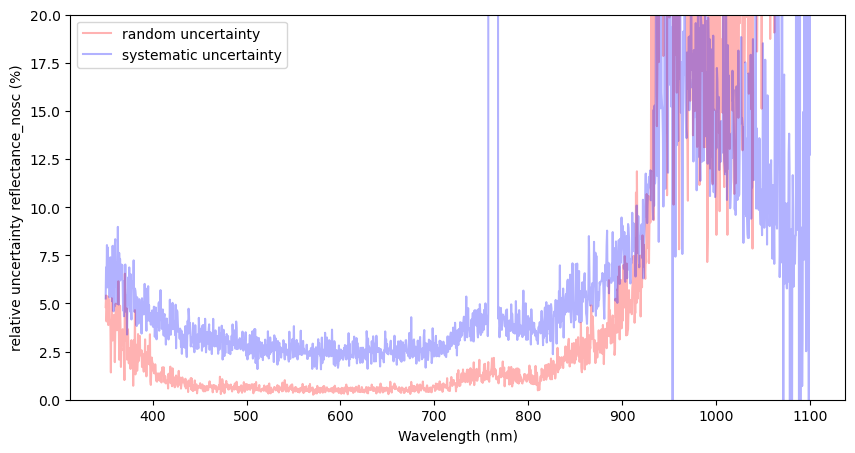 random uncertainty
systematic uncertainty
relative uncertainty reflectance_nosc (%)
20.0
17.5
15.0
12.5
10.0
7.5
5.0
2.5
0.0
400 500 600 700 800 900 1000 1100
Wavelength (nm)